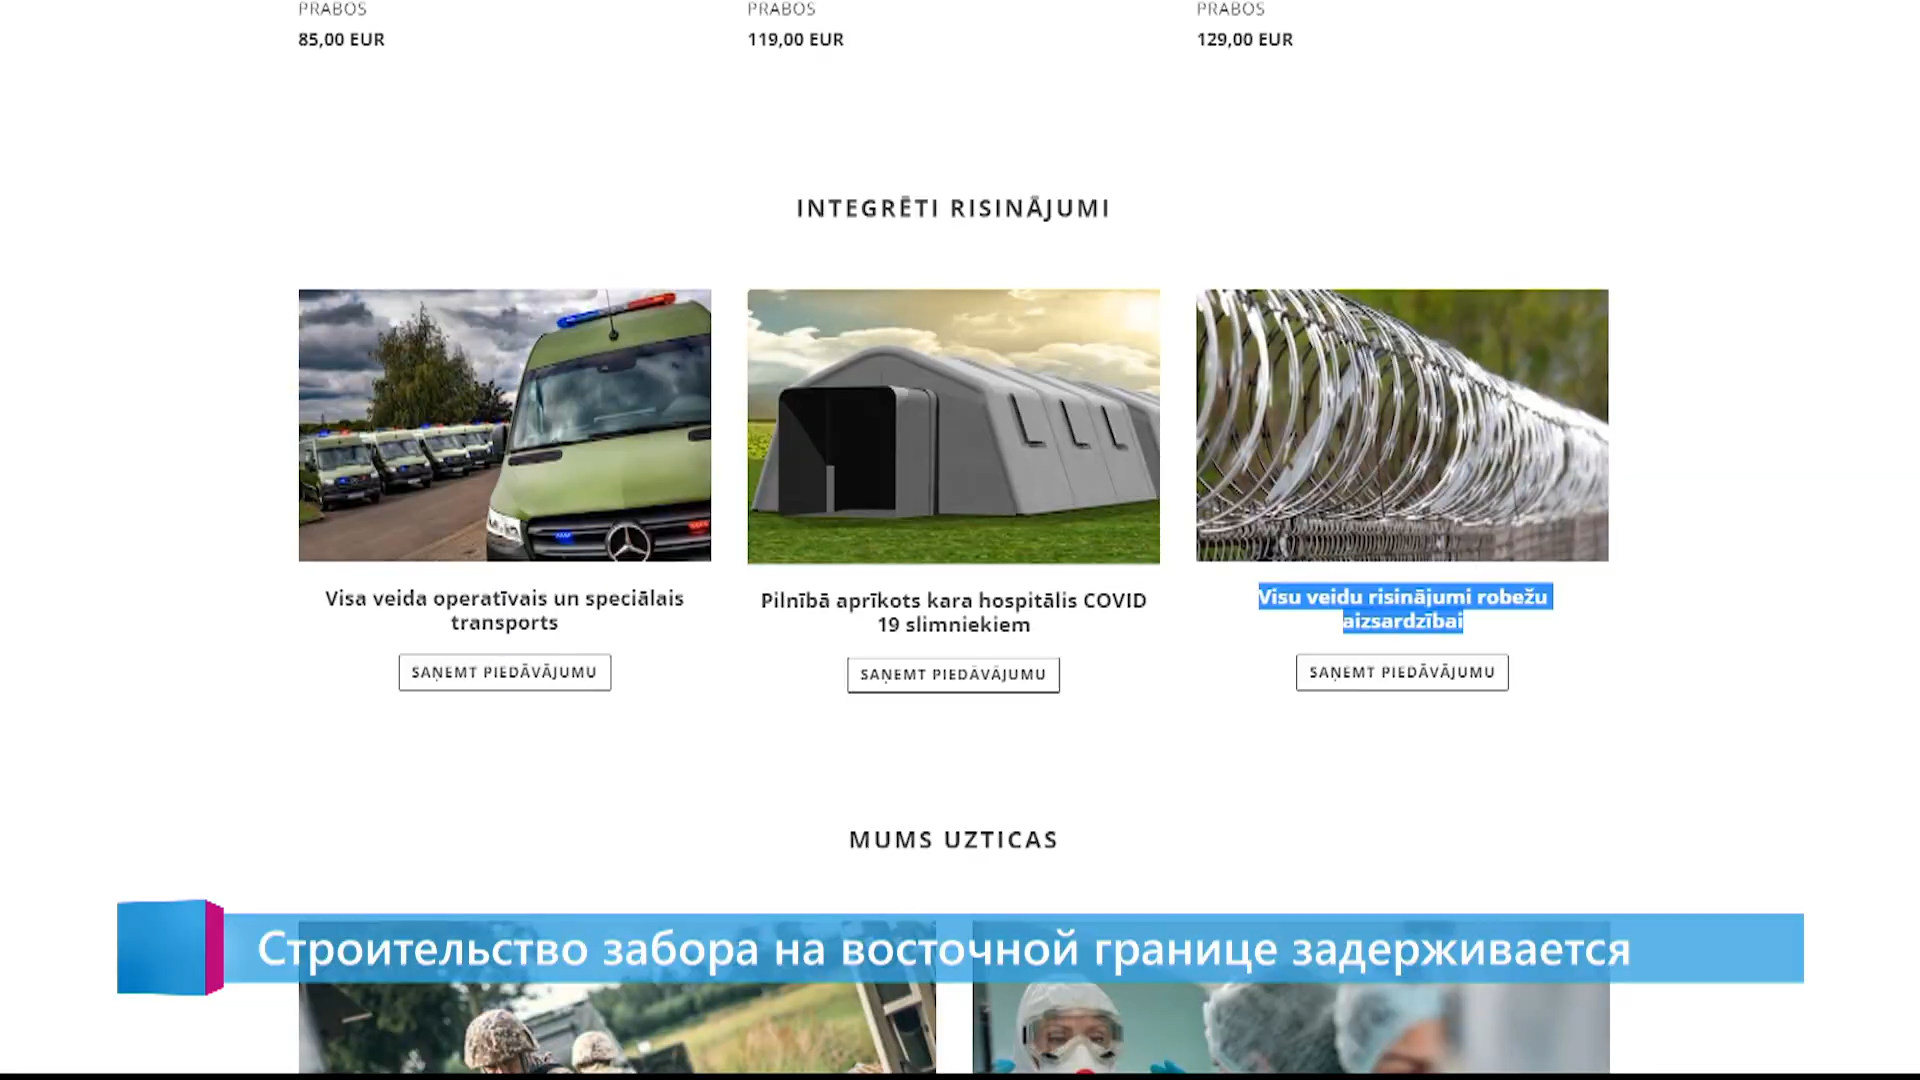 PRABOS
PRABOS
PRABOS
85,00 EUR
119,00 EUR
129,00 EUR
INTEGRĒTI RISINĀJUMI
Visa veida operatīvais un speciālais
transports
SAŅEMT PIEDĀVĀJUMU
Pilnībā aprīkots kara hospitālis COVID
19 slimniekiem
SAŅEMT PIEDĀVĀJUMU
Visu veidu risinājumi robežu
aizsardzībai
SAŅEMT PIEDĀVĀJUMU
MUMS UZTICAS
Строительство забора на восточной границе задерживается